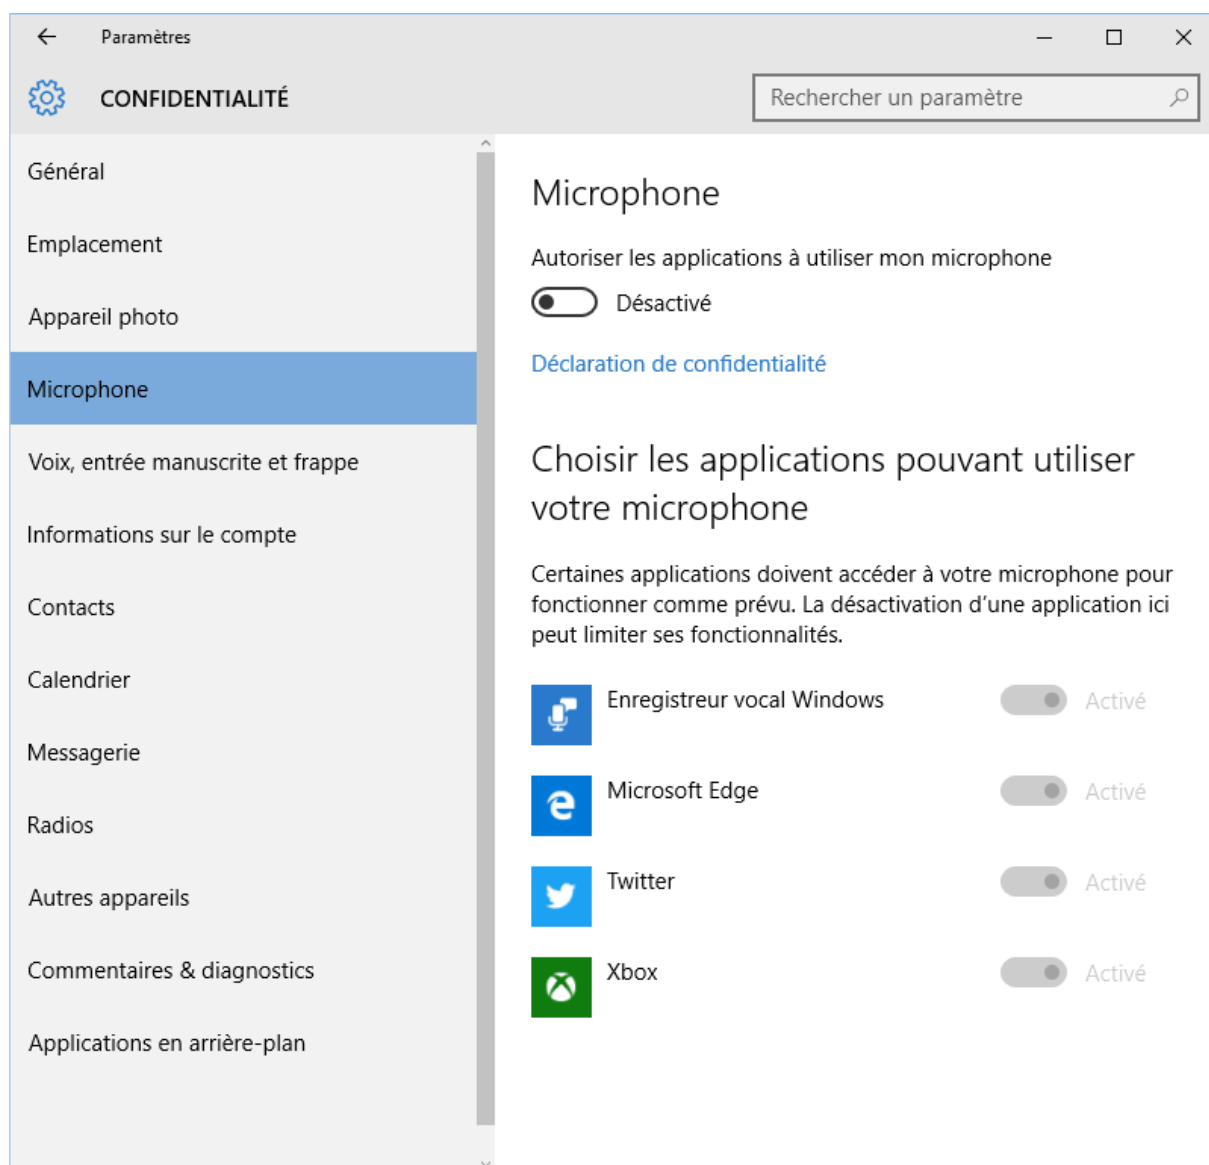 Paramètres
CONFIDENTIALITÉ
Rechercher un paramètre
Général
Emplacement
Appareil photo
Microphone
Voix, entrée manuscrite et frappe
Informations sur le compte
Contacts
Calendrier
Messagerie
Radios
Autres appareils
Commentaires & diagnostics
Applications en arrière-plan
Microphone
Autoriser les applications à utiliser mon microphone
Désactivé
Déclaration de confidentialité
Choisir les applications pouvant utiliser
votre microphone
Certaines applications doivent accéder à votre microphone pour
fonctionner comme prévu. La désactivation d’une application ici
peut limiter ses fonctionnalités.
Enregistreur vocal Windows Activé
Microsoft Edge Activé
Twitter Activé
Xbox Activé